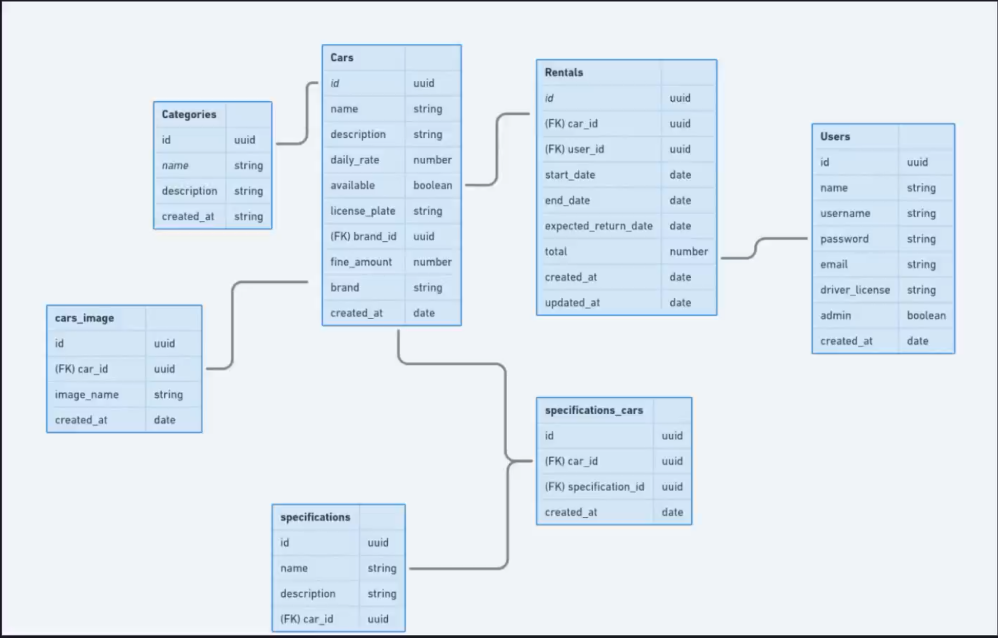 Categories
id uuid
name string
description string
created_at string
Cars
id uuid
name string
description string
daily_rate number
available boolean
license_plate string
(FK) brand_id uuid
fine_amount number
brand string
created_at date
Rentals
id uuid
(FK) car_id uuid
(FK) user_id uuid
start_date date
end_date date
expected_return_date date
total number
created_at date
updated_at date
Users
id uuid
name string
username string
password string
email string
driver_license string
admin boolean
created_at date
cars_image
id uuid
(FK) car_id uuid
image_name string
created_at date
specifications_cars
id uuid
(FK) car_id uuid
(FK) specification_id uuid
created_at date
specifications
id uuid
name string
description string
(FK) car_id uuid